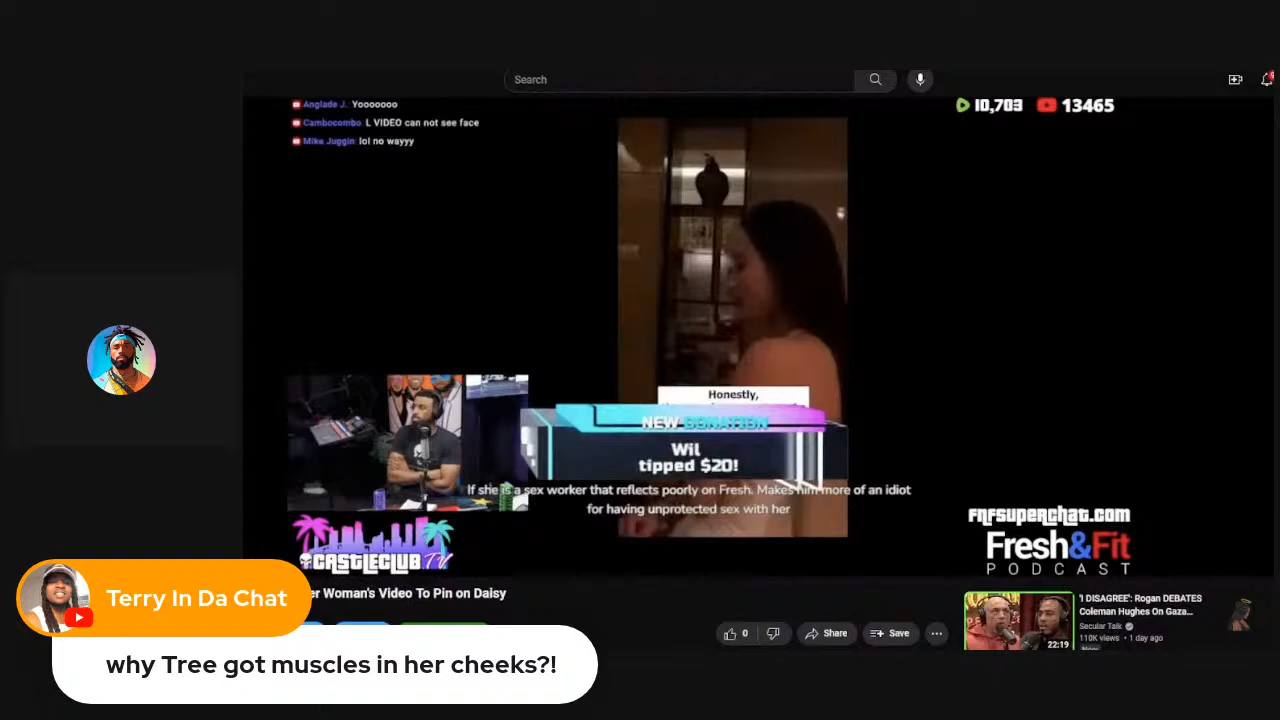 Search
Anglade J. Yooooooo
Cambocombo L VIDEO can not see face
Mike Juggin: lol no wayyy
10,703 13465
Honestly,
NEW DONATION
Wil
tipped $20!
If she is a sex worker that reflects poorly on Fresh. Makes him more of an idiot
for having unprotected sex with her
CASTLECLUB TV
fnfsuperchat.com
Fresh&Fit
PODCAST
er Woman's Video To Pin on Daisy
0
Share
Save
'I DISAGREE': Rogan DEBATES
Coleman Hughes On Gaza...
Secular Talk
110K views • 1 day ago
22:19
Terry In Da Chat
why Tree got muscles in her cheeks?!